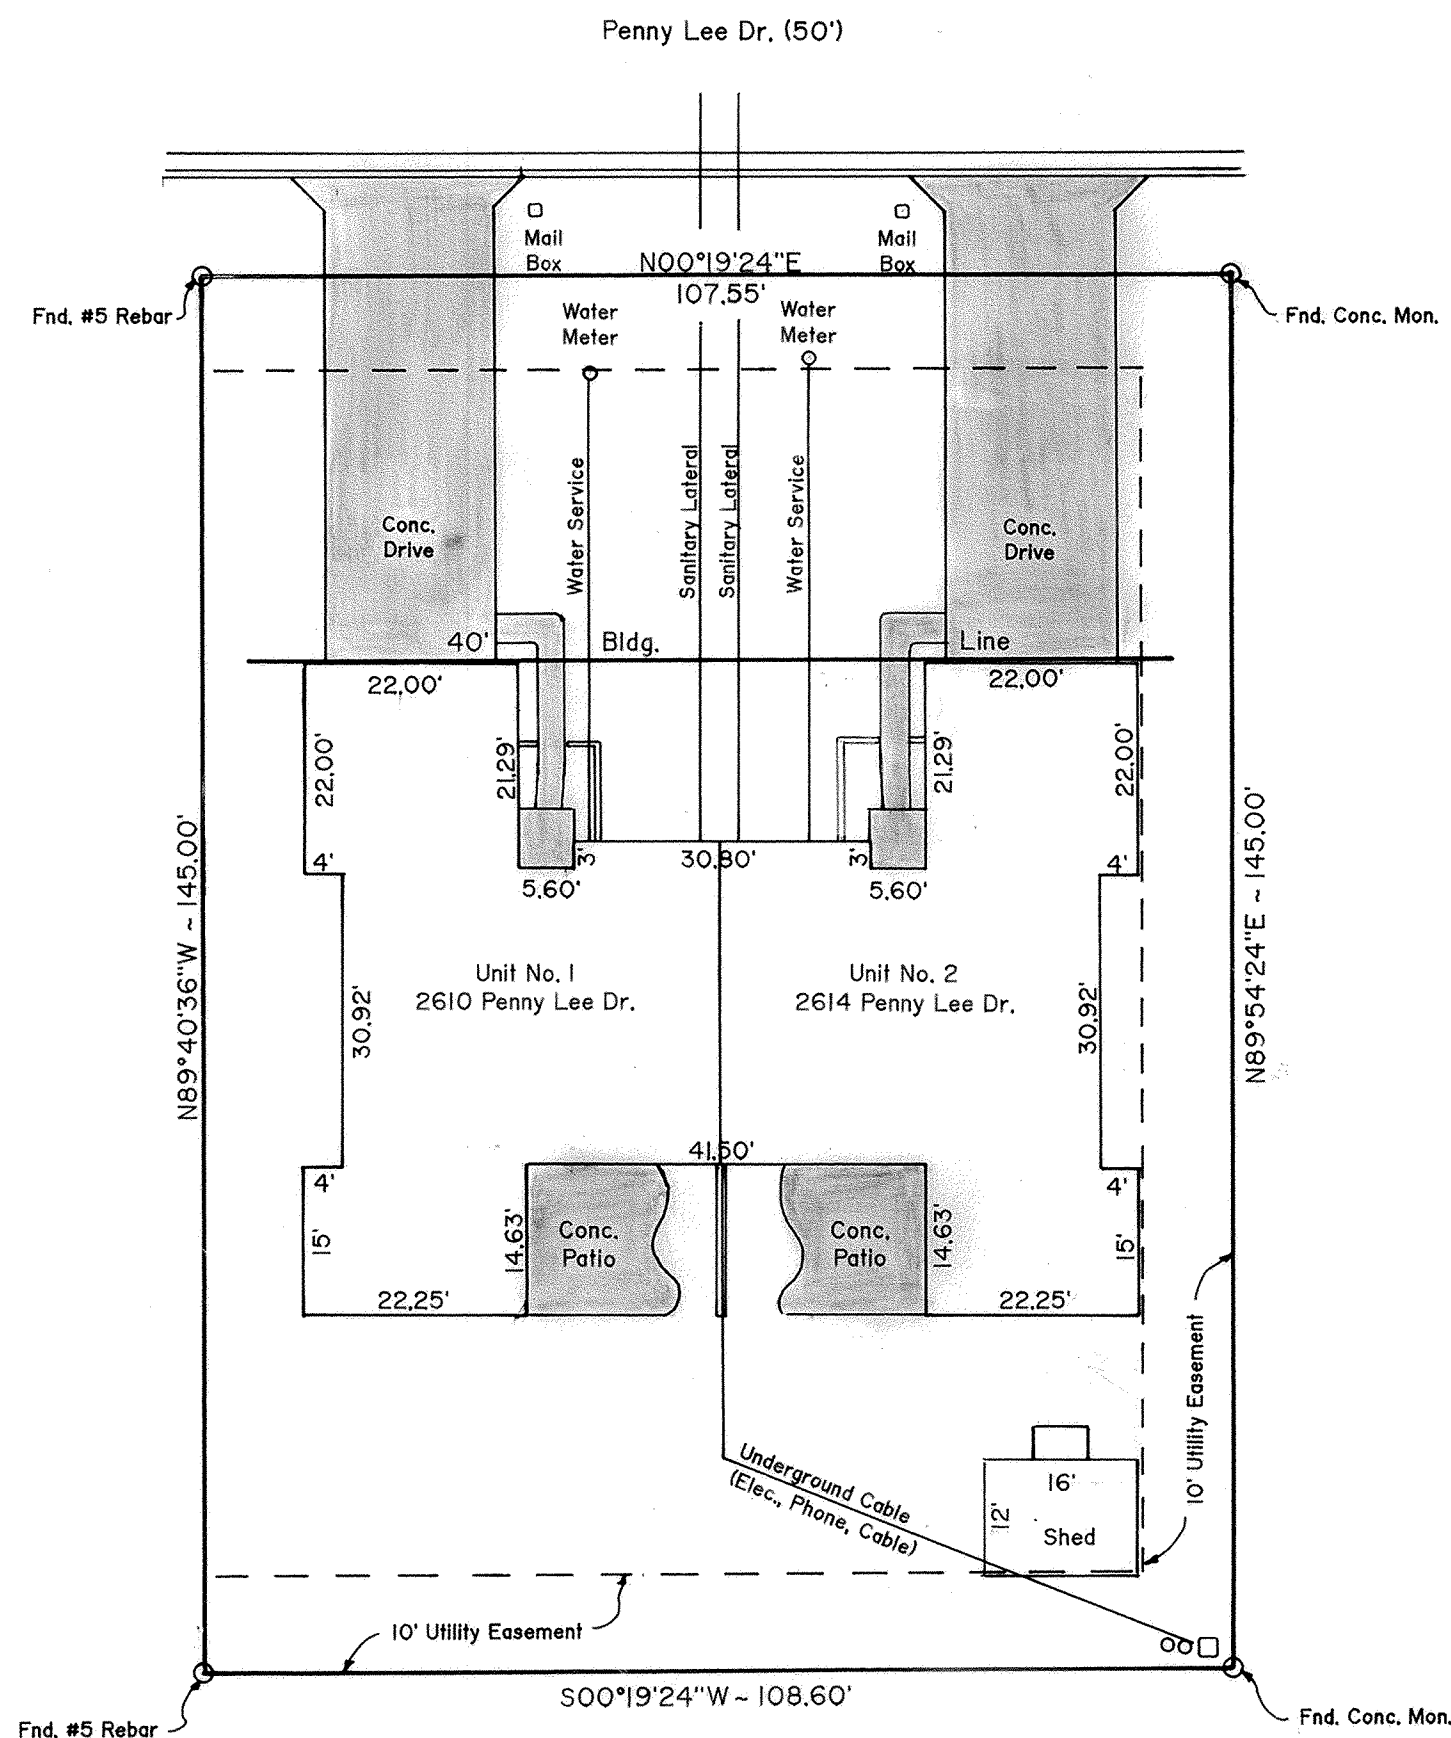 Penny Lee Dr. (50')
Mail
Box
Mail
Box
N00°19'24"E
107.55'
Fnd. #5 Rebar
Fnd. Conc. Mon.
Water
Meter
Water
Meter
Water Service
Sanitary Lateral
Sanitary Lateral
Water Service
Conc.
Drive
Conc.
Drive
40' Bldg. Line
22.00'
22.00'
22.00'
21.29'
21.29'
22.00'
4'
3'
30.80'
3'
4'
5.60'
5.60'
N89°40'36"W ~ 145.00'
N89°54'24"E ~ 145.00'
Unit No. 1
2610 Penny Lee Dr.
Unit No. 2
2614 Penny Lee Dr.
30.92'
30.92'
41.50'
4'
4'
15'
14.63'
Conc.
Patio
Conc.
Patio
14.63'
15'
22.25'
22.25'
10' Utility Easement
Underground Cable
(Elec., Phone, Cable)
16'
12'
Shed
10' Utility Easement
S00°19'24"W ~ 108.60'
Fnd. #5 Rebar
Fnd. Conc. Mon.